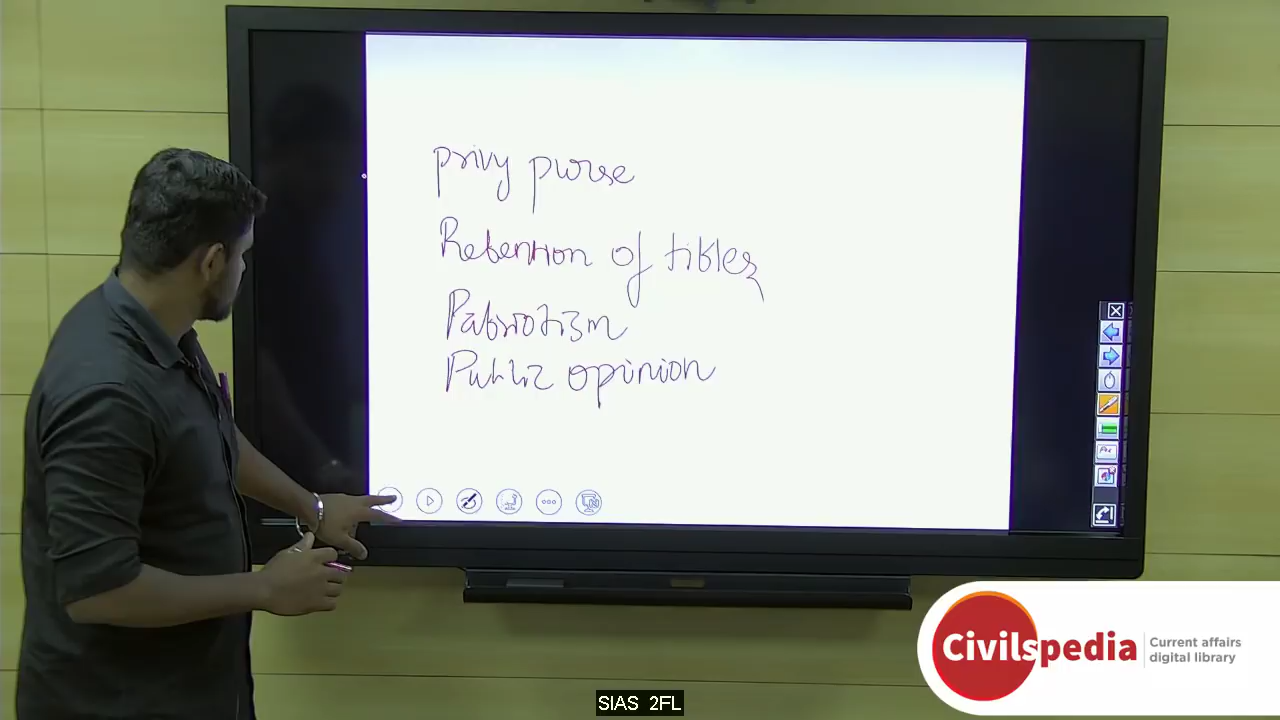 privy purse
Retention of titles
Patriotism
Public opinion
Civilspedia
Current affairs
digital library
SIAS 2FL